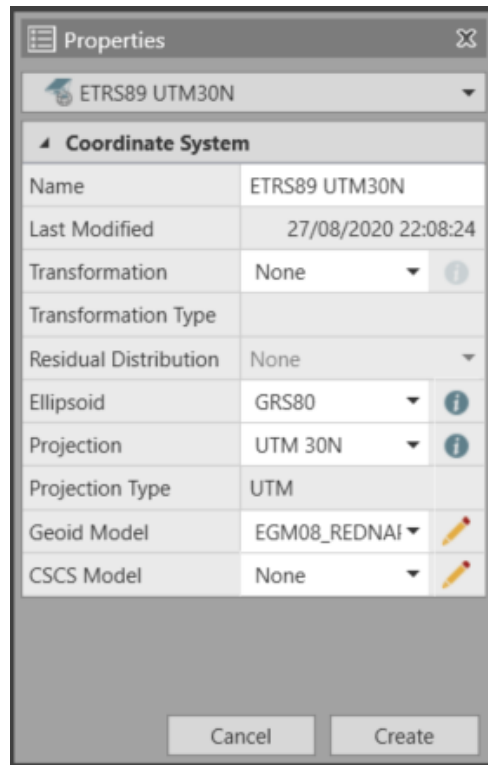 Properties
ETRS89 UTM30N
Coordinate System
Name ETRS89 UTM30N
Last Modified 27/08/2020 22:08:24
Transformation None
Transformation Type
Residual Distribution None
Ellipsoid GRS80
Projection UTM 30N
Projection Type UTM
Geoid Model
CSCS Model None
Cancel Create